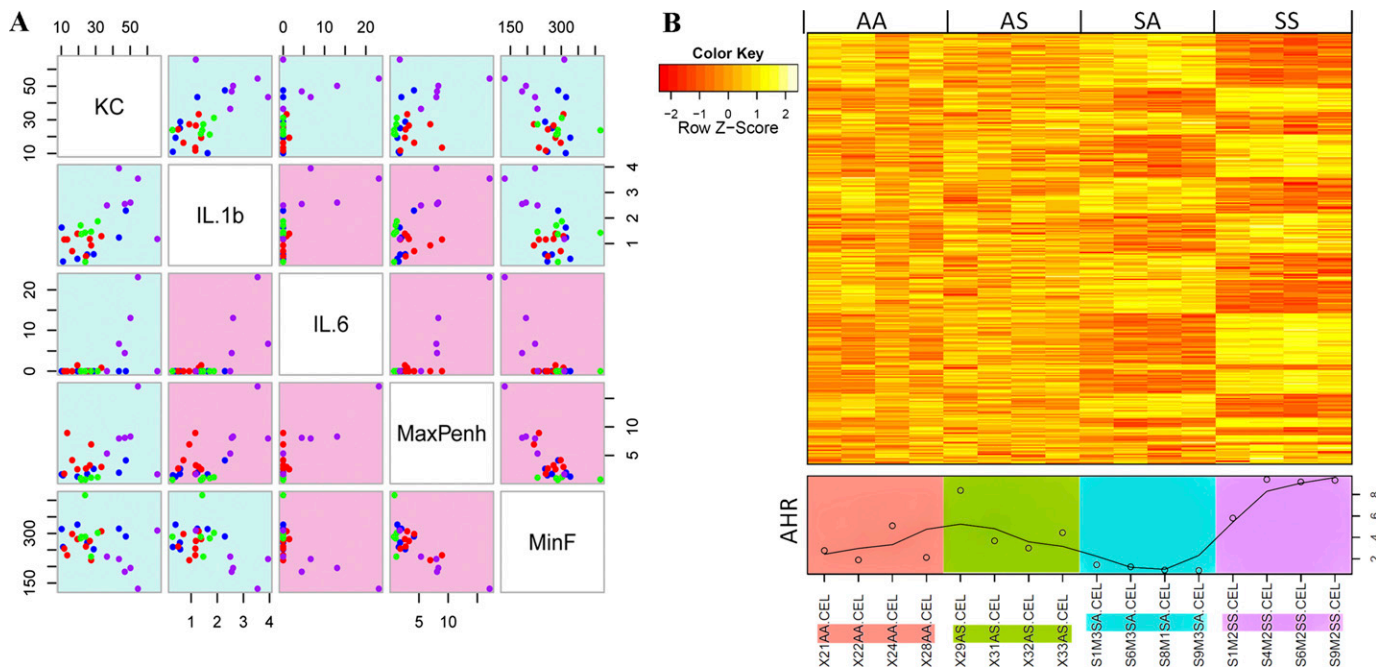 A
10 30 50
0 10 20
150 300
KC
10 30 50
IL.1b
1 2 3 4
IL.6
0 10 20
MaxPenh
5 10
MinF
150 300
1 2 3 4
5 10
B
AA AS SA SS
Color Key
−2 −1 0 1 2
Row Z−Score
AHR
2 4 6 8
X21AA.CEL
X22AA.CEL
X24AA.CEL
X28AA.CEL
X29AS.CEL
X31AS.CEL
X32AS.CEL
X33AS.CEL
S1M3SA.CEL
S6M3SA.CEL
S8M1SA.CEL
S9M3SA.CEL
S1M2SS.CEL
S4M2SS.CEL
S6M2SS.CEL
S9M2SS.CEL